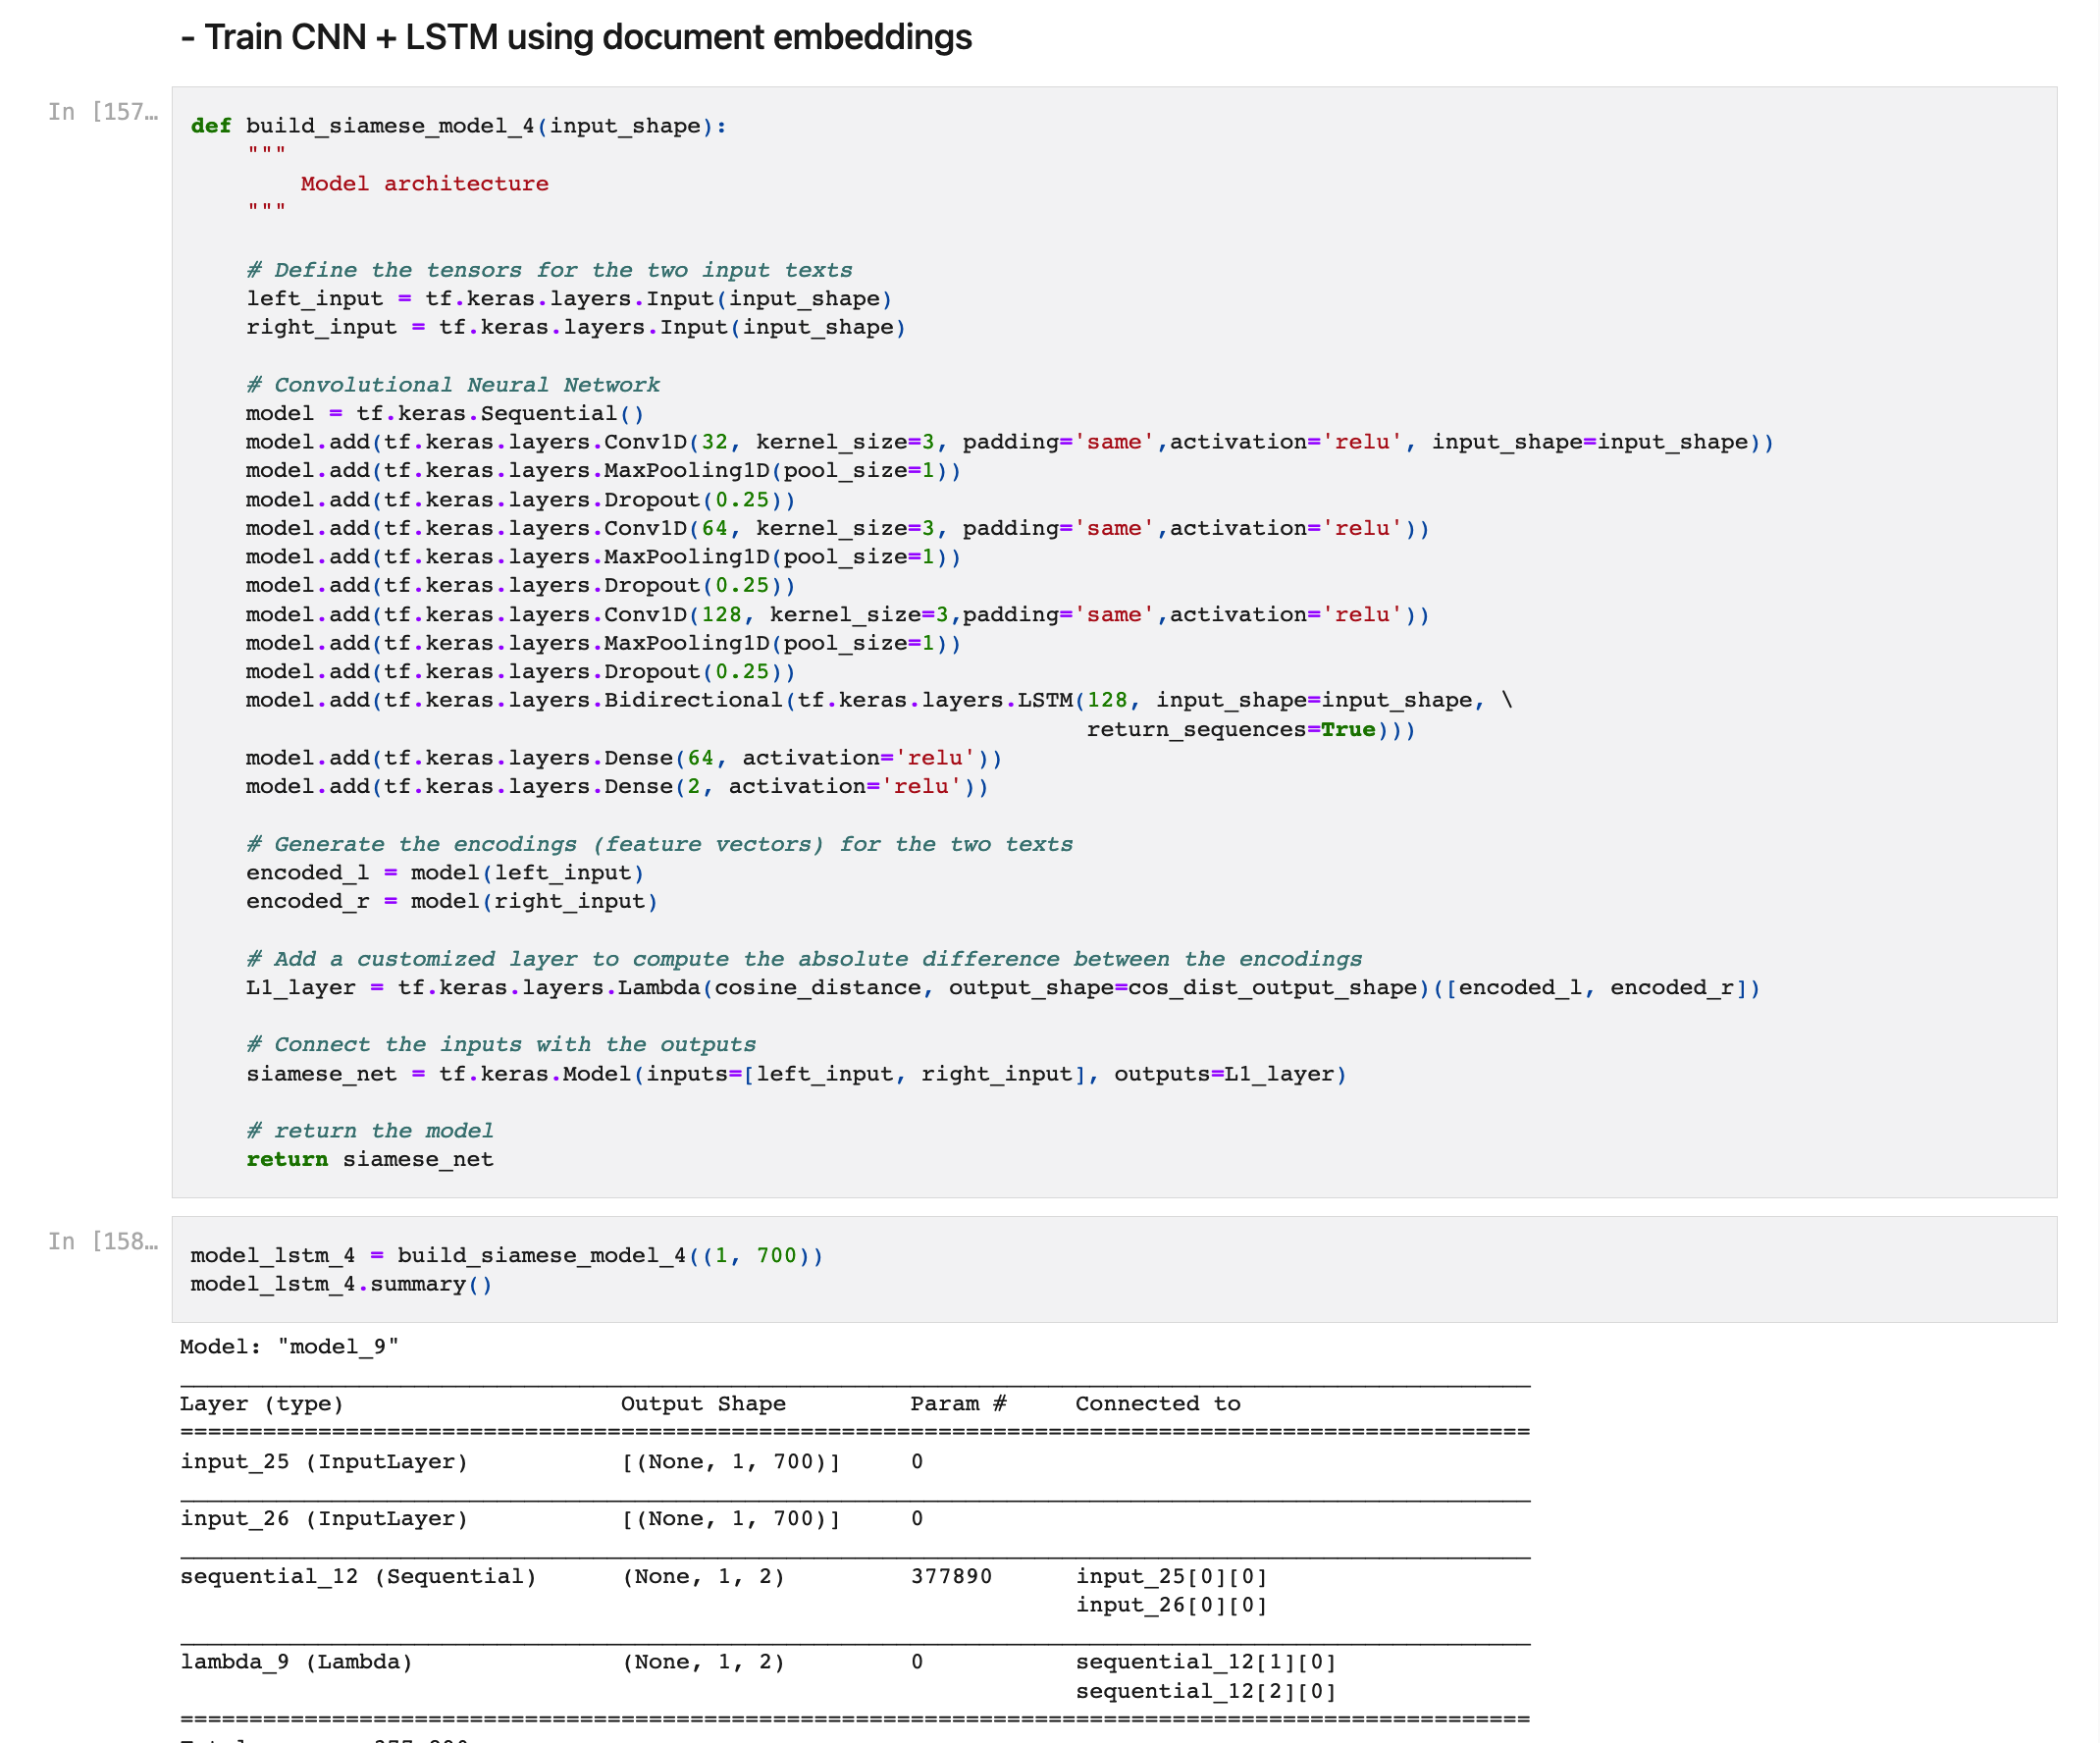 - Train CNN + LSTM using document embeddings
In [157…
def build_siamese_model_4(input_shape):
    """
        Model architecture
    """
    # Define the tensors for the two input texts
    left_input = tf.keras.layers.Input(input_shape)
    right_input = tf.keras.layers.Input(input_shape)
    # Convolutional Neural Network
    model = tf.keras.Sequential()
    model.add(tf.keras.layers.Conv1D(32, kernel_size=3, padding='same',activation='relu', input_shape=input_shape))
    model.add(tf.keras.layers.MaxPooling1D(pool_size=1))
    model.add(tf.keras.layers.Dropout(0.25))
    model.add(tf.keras.layers.Conv1D(64, kernel_size=3, padding='same',activation='relu'))
    model.add(tf.keras.layers.MaxPooling1D(pool_size=1))
    model.add(tf.keras.layers.Dropout(0.25))
    model.add(tf.keras.layers.Conv1D(128, kernel_size=3,padding='same',activation='relu'))
    model.add(tf.keras.layers.MaxPooling1D(pool_size=1))
    model.add(tf.keras.layers.Dropout(0.25))
    model.add(tf.keras.layers.Bidirectional(tf.keras.layers.LSTM(128, input_shape=input_shape, \
                                                                 return_sequences=True)))
    model.add(tf.keras.layers.Dense(64, activation='relu'))
    model.add(tf.keras.layers.Dense(2, activation='relu'))
    # Generate the encodings (feature vectors) for the two texts
    encoded_l = model(left_input)
    encoded_r = model(right_input)
    # Add a customized layer to compute the absolute difference between the encodings
    L1_layer = tf.keras.layers.Lambda(cosine_distance, output_shape=cos_dist_output_shape)([encoded_l, encoded_r])
    # Connect the inputs with the outputs
    siamese_net = tf.keras.Model(inputs=[left_input, right_input], outputs=L1_layer)
    # return the model
    return siamese_net
In [158…
model_lstm_4 = build_siamese_model_4((1, 700))
model_lstm_4.summary()
Model: "model_9"
Layer (type)                    Output Shape         Param #     Connected to
input_25 (InputLayer)           [(None, 1, 700)]     0
input_26 (InputLayer)           [(None, 1, 700)]     0
sequential_12 (Sequential)      (None, 1, 2)         377890      input_25[0][0]
                                                                 input_26[0][0]
lambda_9 (Lambda)               (None, 1, 2)         0           sequential_12[1][0]
                                                                 sequential_12[2][0]